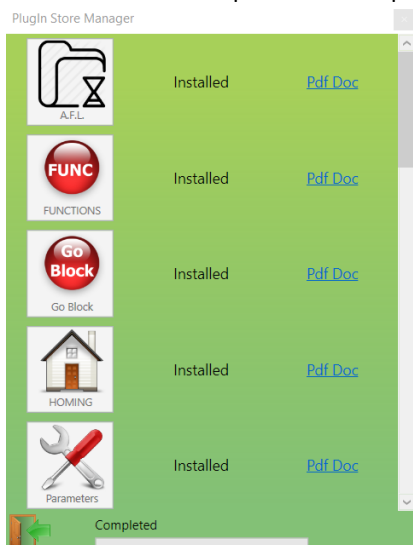 PlugIn Store Manager
A.F.L.
Installed
Pdf Doc
FUNC
FUNCTIONS
Installed
Pdf Doc
Go
Block
Go Block
Installed
Pdf Doc
HOMING
Installed
Pdf Doc
Parameters
Installed
Pdf Doc
Completed